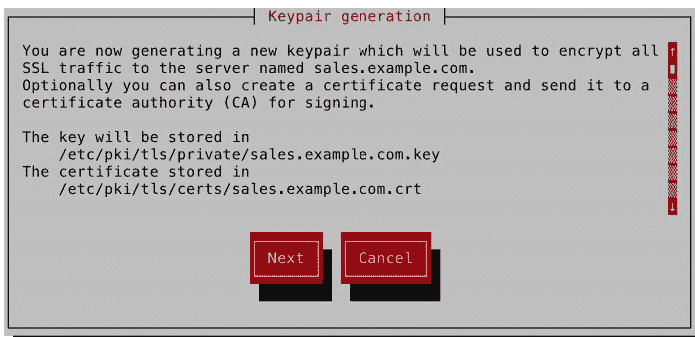 Keypair generation
You are now generating a new keypair which will be used to encrypt all
SSL traffic to the server named sales.example.com.
Optionally you can also create a certificate request and send it to a
certificate authority (CA) for signing.
The key will be stored in
/etc/pki/tls/private/sales.example.com.key
The certificate stored in
/etc/pki/tls/certs/sales.example.com.crt
Next Cancel